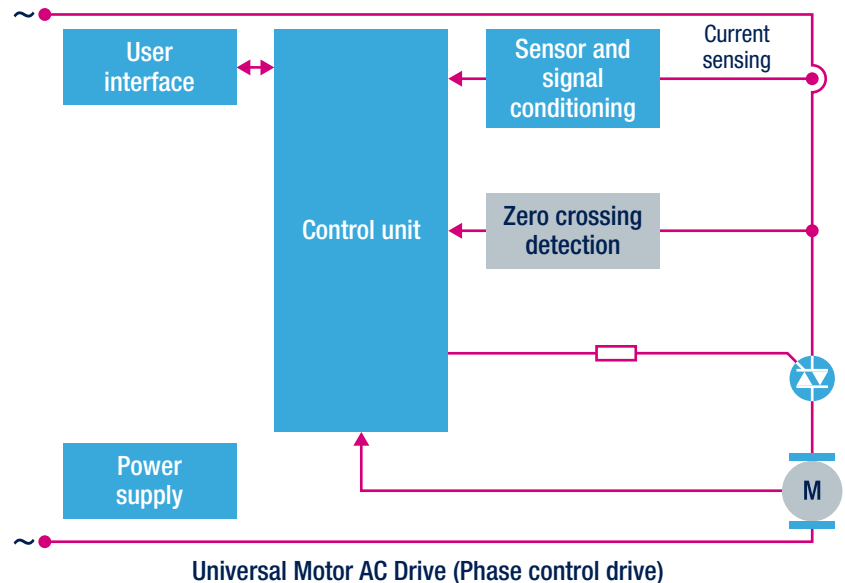 ~
User
interface
Control unit
Sensor and
signal
conditioning
Current
sensing
Zero crossing
detection
Power
supply
M
~
Universal Motor AC Drive (Phase control drive)